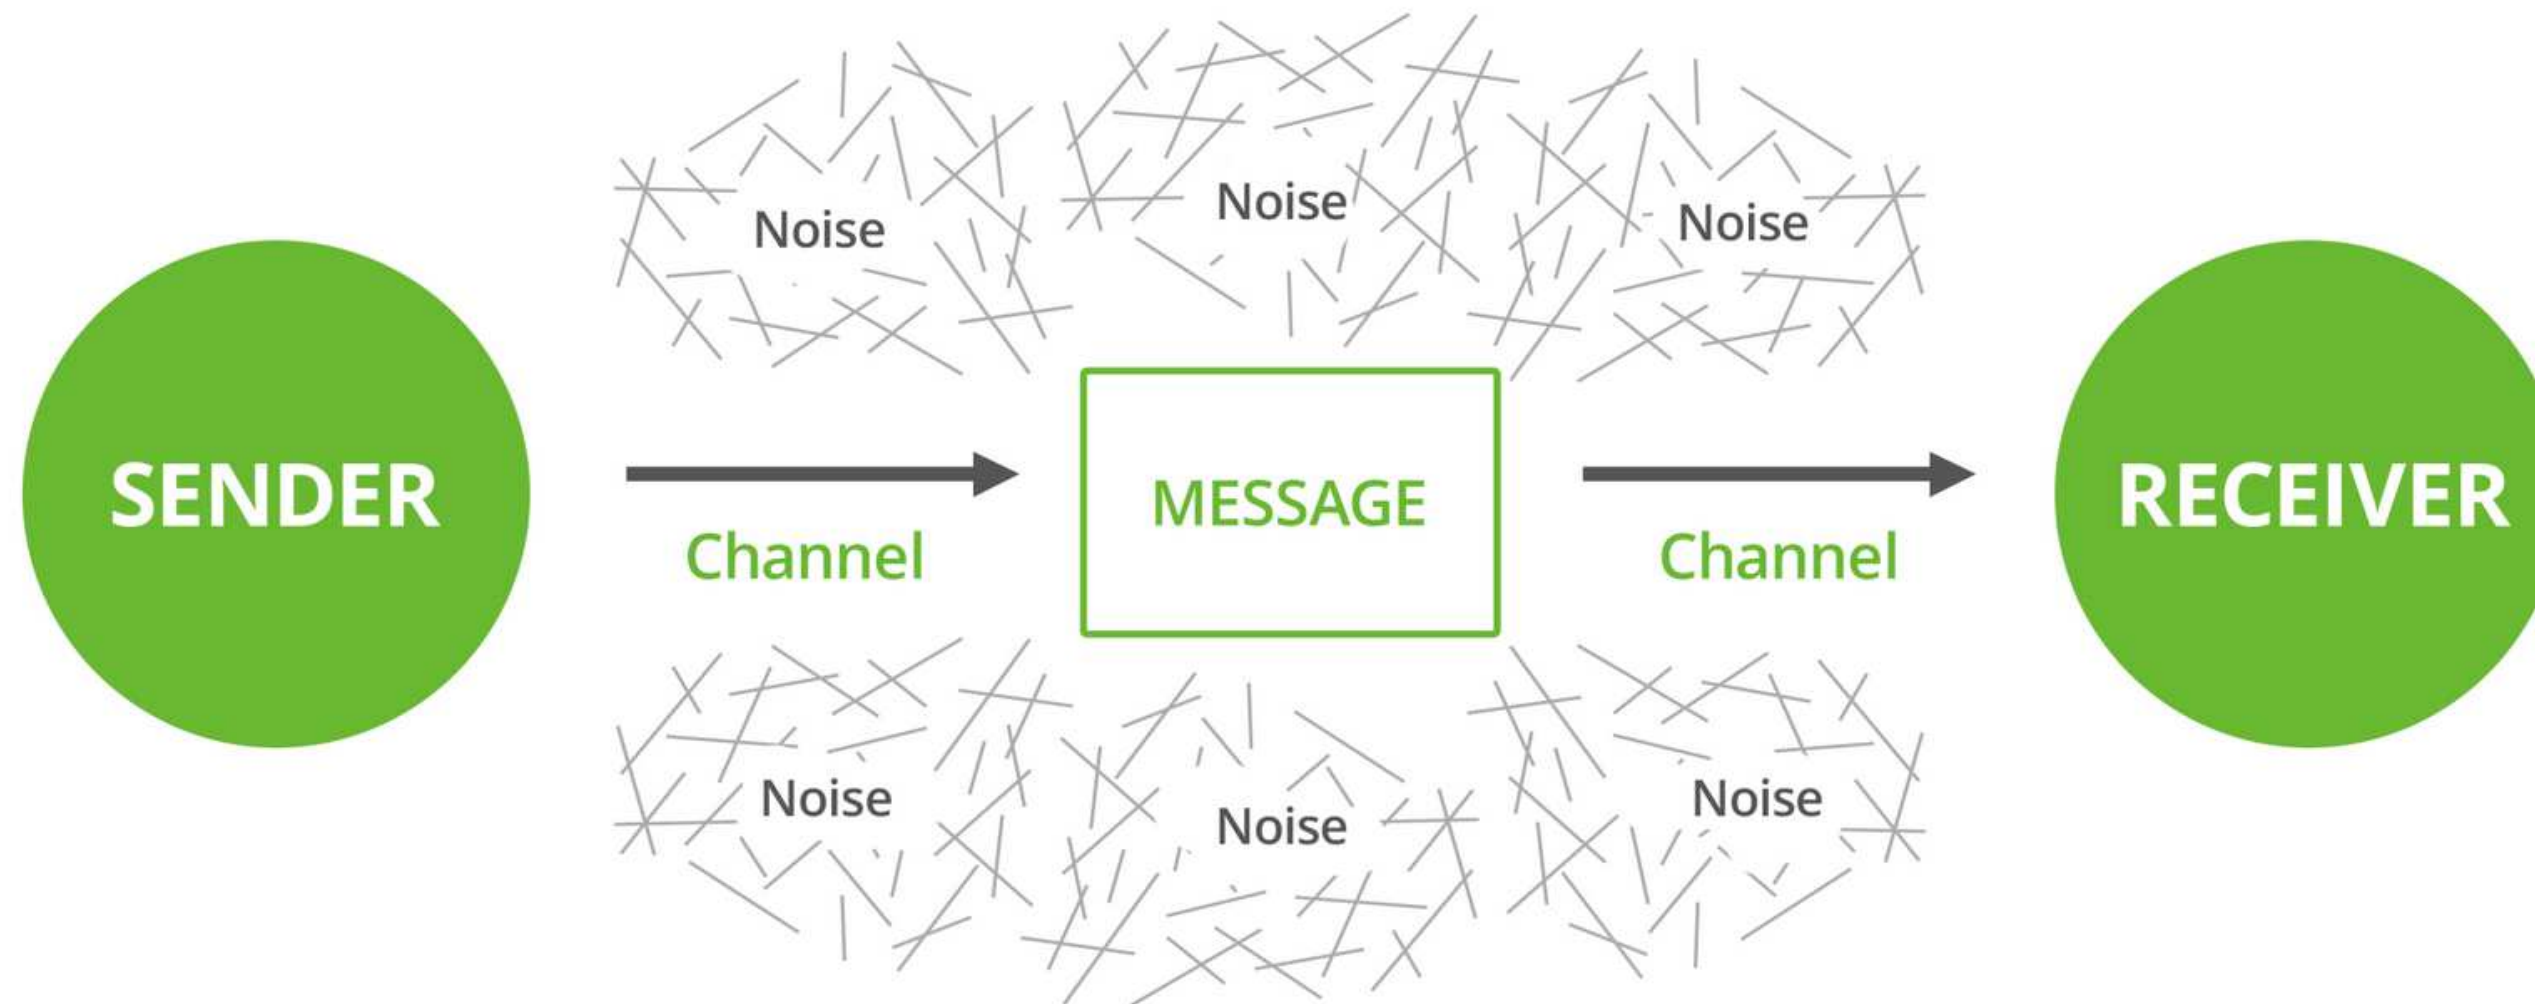 Noise
Noise
Noise
SENDER
Channel
MESSAGE
Channel
RECEIVER
Noise
Noise
Noise